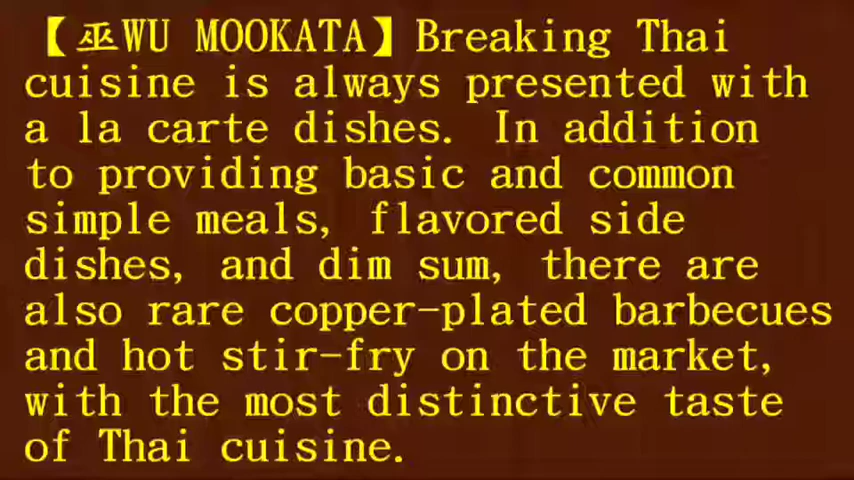 【巫WU MOOKATA】Breaking Thai
cuisine is always presented with
a la carte dishes. In addition
to providing basic and common
simple meals, flavored side
dishes, and dim sum, there are
also rare copper-plated barbecues
and hot stir-fry on the market,
with the most distinctive taste
of Thai cuisine.